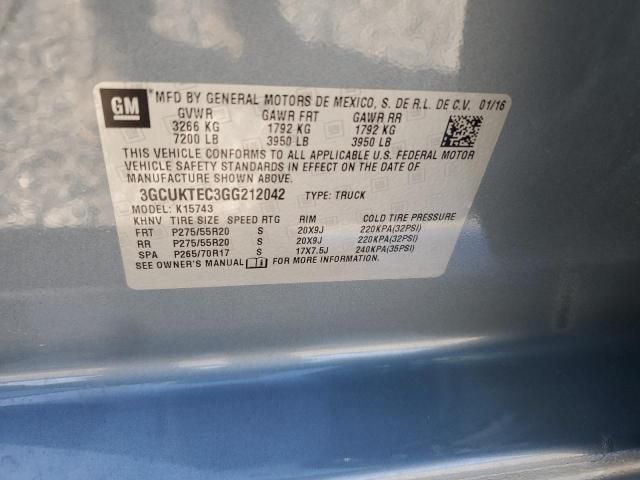 GM
MFD BY GENERAL MOTORS DE MEXICO, S. DE R.L. DE C.V. 01/16
GVWR GAWR FRT GAWR RR
3266 KG 1792 KG 1792 KG
7200 LB 3950 LB 3950 LB
THIS VEHICLE CONFORMS TO ALL APPLICABLE U.S. FEDERAL MOTOR
VEHICLE SAFETY STANDARDS IN EFFECT ON THE DATE OF
MANUFACTURE SHOWN ABOVE.
3GCUKTEC3GG212042 TYPE: TRUCK
MODEL: K15743
KHNV TIRE SIZE SPEED RTG RIM COLD TIRE PRESSURE
FRT P275/55R20 S 20X9J 220KPA(32PSI)
RR P275/55R20 S 20X9J 220KPA(32PSI)
SPA P265/70R17 S 17X7.5J 240KPA(35PSI)
SEE OWNER'S MANUAL FOR MORE INFORMATION.